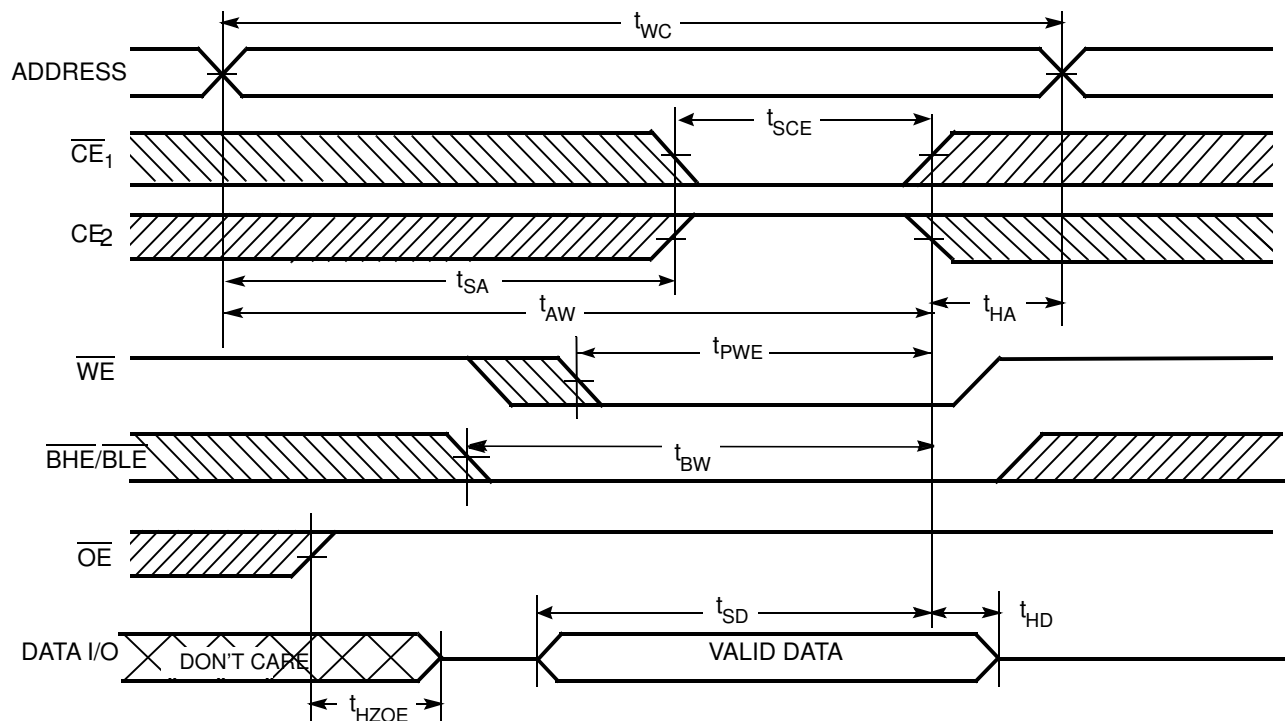 tWC
ADDRESS
tSCE
CE1
CE2
tSA
tAW
tHA
tPWE
WE
BHE/BLE
tBW
OE
tSD
tHD
DATA I/O
DON'T CARE
VALID DATA
tHZOE